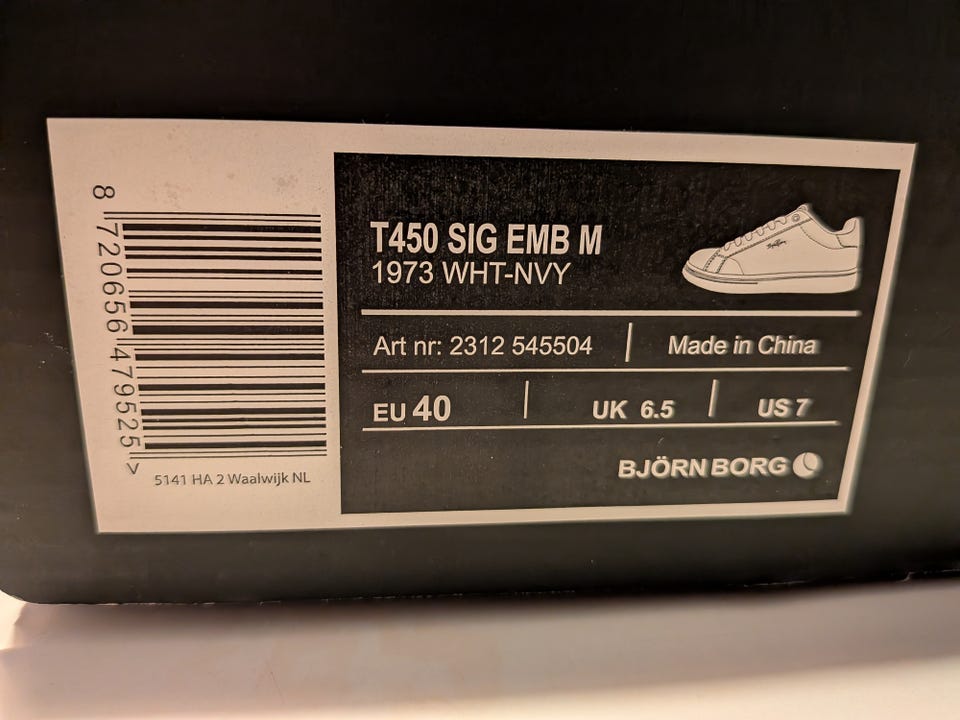 8 720656 479525 >
5141 HA 2 Waalwijk NL
T450 SIG EMB M
1973 WHT-NVY
Art nr: 2312 545504 | Made in China
EU 40 | UK 6.5 | US 7
BJÖRN BORG